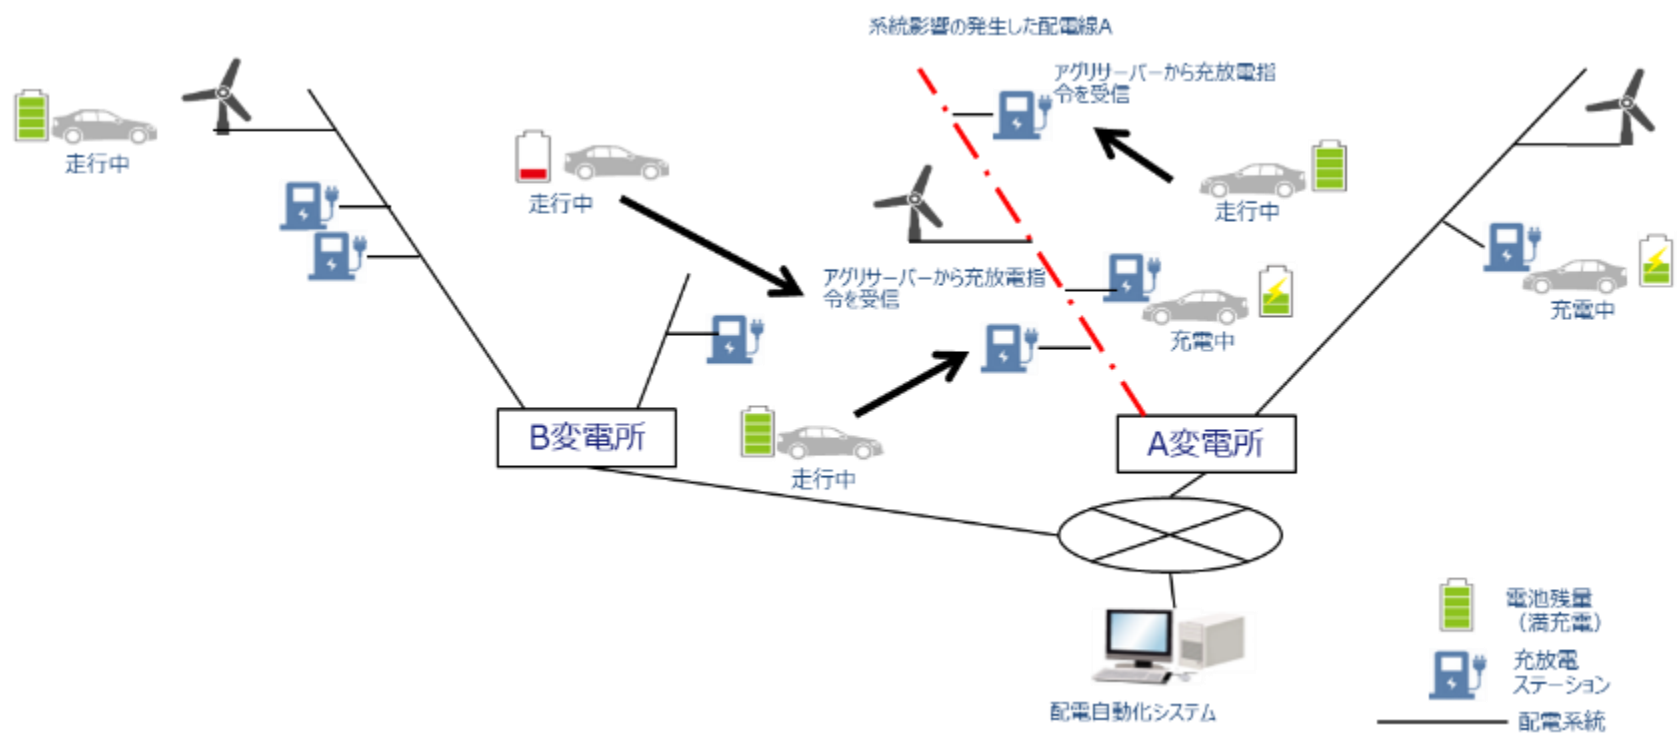 系統影響の発生した配電線A
アグリサーバーから充放電指
令を受信
走行中
走行中
走行中
アグリサーバーから充放電指
令を受信
充電中
充電中
B変電所
A変電所
走行中
配電自動化システム
電池残量
(満充電)
充放電
ステーション
配電系統